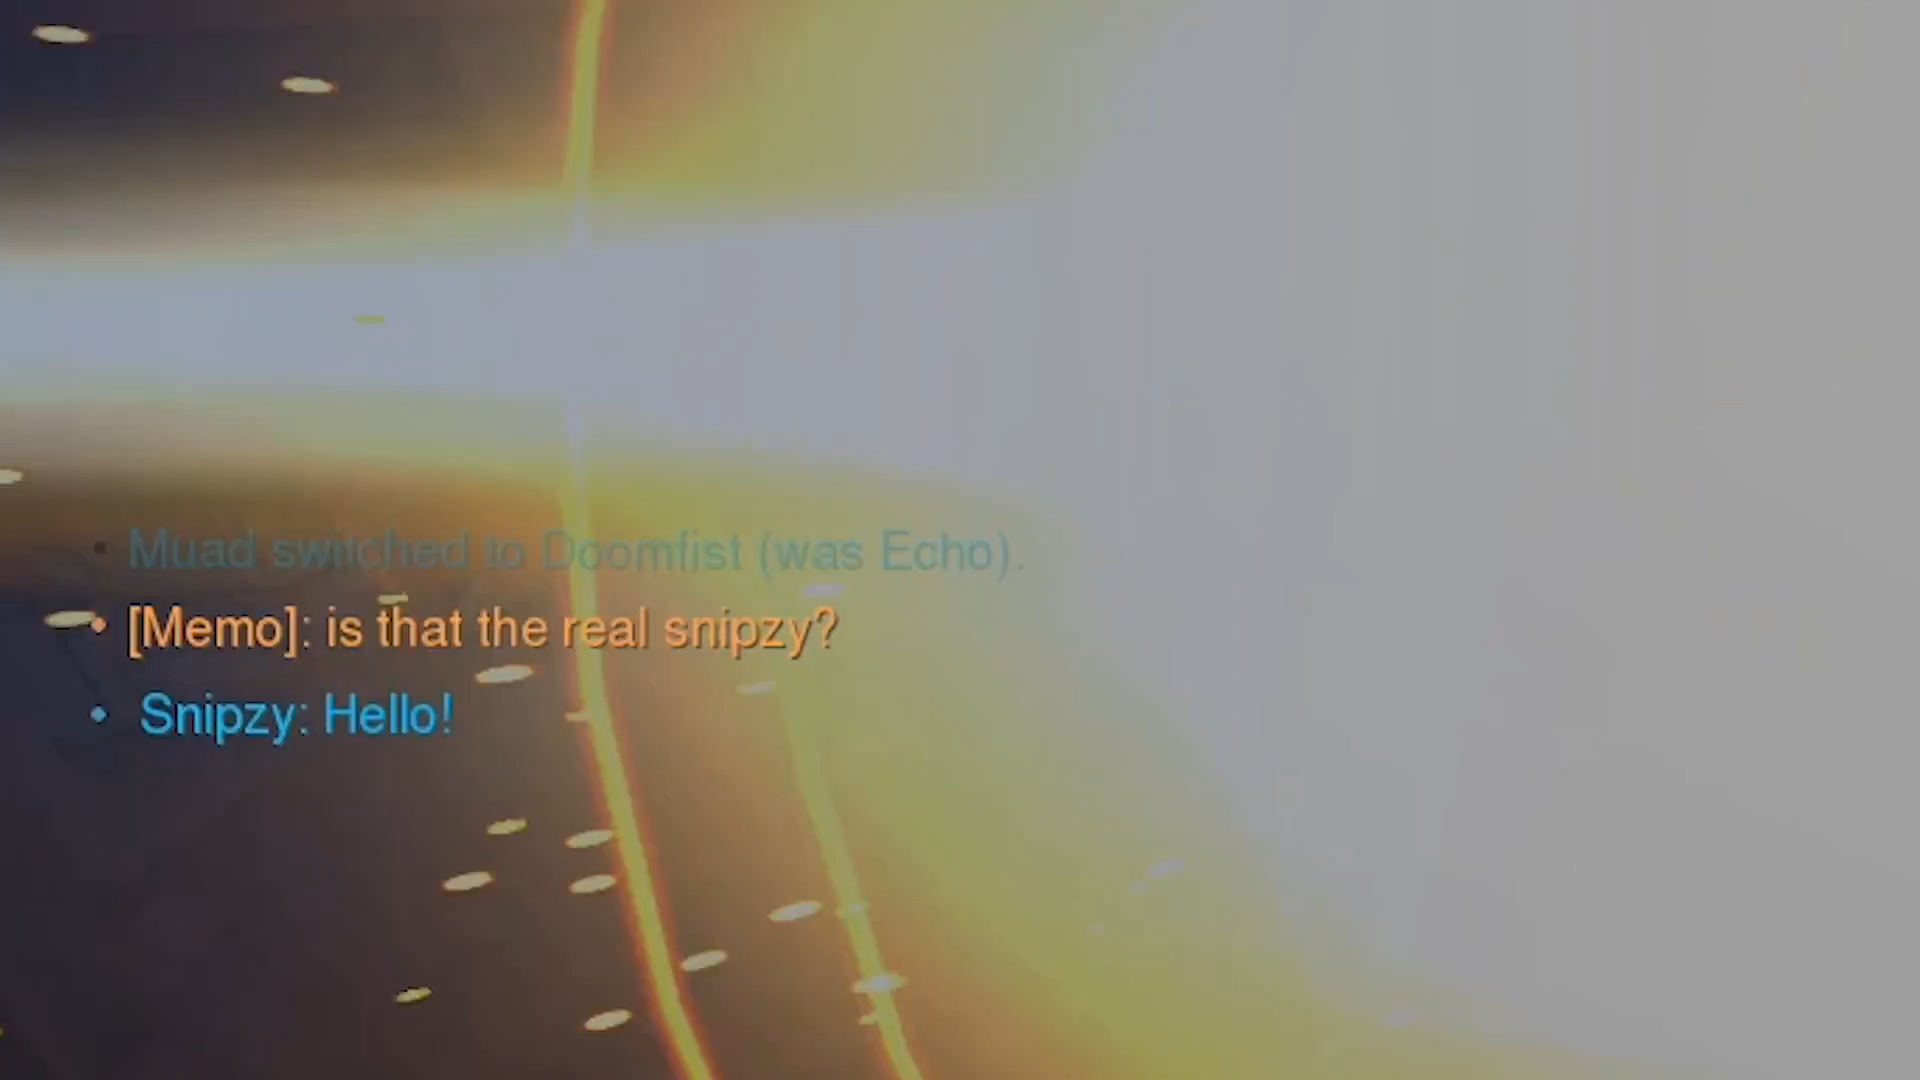 Muad switched to Doomfist (was Echo).
[Memo]: is that the real snipzy?
Snipzy: Hello!